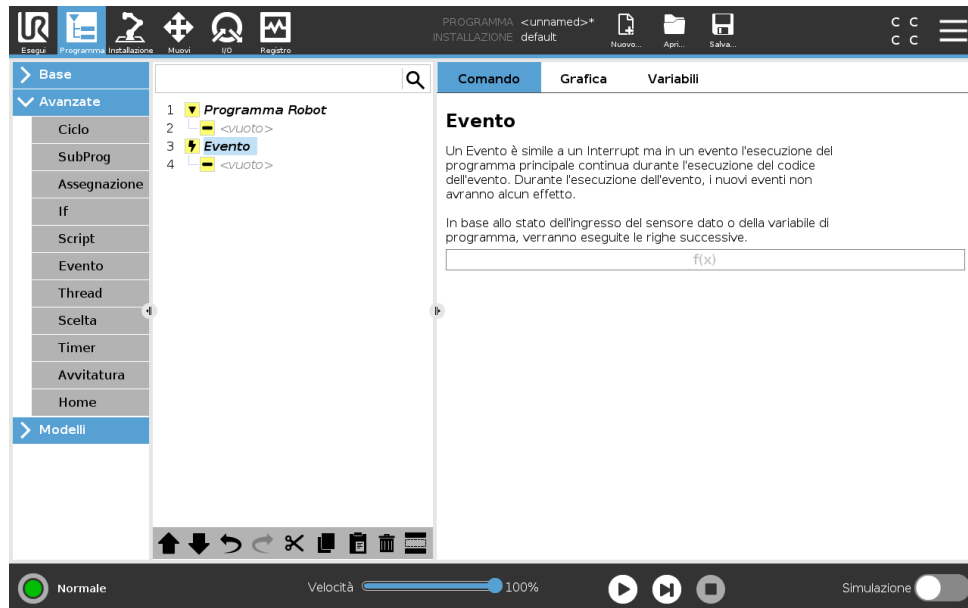 UR
Esegui
Programma
Installazione
Muovi
I/O
Registro
PROGRAMMA <unnamed>*
INSTALLAZIONE default
Nuovo...
Apri...
Salva...
C C
C C
Base
Avanzate
Ciclo
SubProg
Assegnazione
If
Script
Evento
Thread
Scelta
Timer
Avvitatura
Home
Modelli
1 Programma Robot
2 <vuoto>
3 Evento
4 <vuoto>
Comando Grafica Variabili
Evento
Un Evento è simile a un Interrupt ma in un evento l'esecuzione del
programma principale continua durante l'esecuzione del codice
dell'evento. Durante l'esecuzione dell'evento, i nuovi eventi non
avranno alcun effetto.
In base allo stato dell'ingresso del sensore dato o della variabile di
programma, verranno eseguite le righe successive.
f(x)
Normale
Velocità 100%
Simulazione